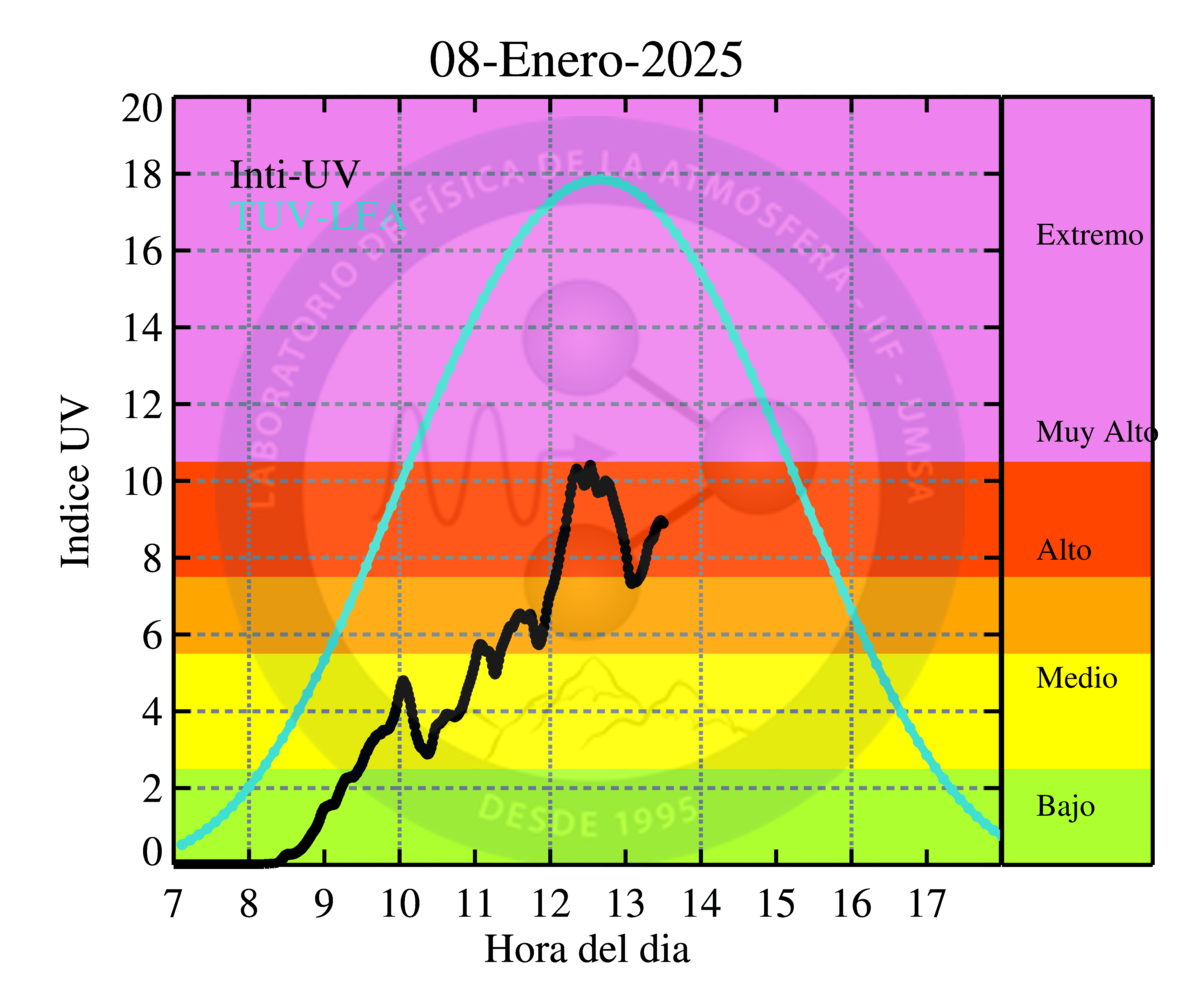 08-Enero-2025
20
18
16
14
12
10
8
6
4
2
0
Indice UV
Inti-UV
TUV-LFA
LABORATORIO DE FÍSICA DE LA ATMÓSFERA - IIF - UMSA
DESDE 1995
Extremo
Muy Alto
Alto
Medio
Bajo
7 8 9 10 11 12 13 14 15 16 17
Hora del dia